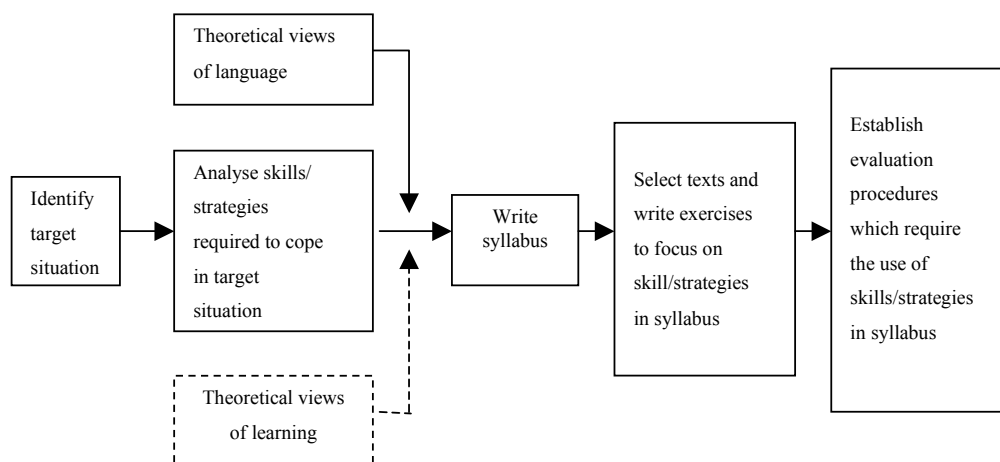 Theoretical views
of language
Identify
target
situation
Analyse skills/
strategies
required to cope
in target
situation
Theoretical views
of learning
Write
syllabus
Select texts and
write exercises
to focus on
skill/strategies
in syllabus
Establish
evaluation
procedures
which require
the use of
skills/strategies
in syllabus